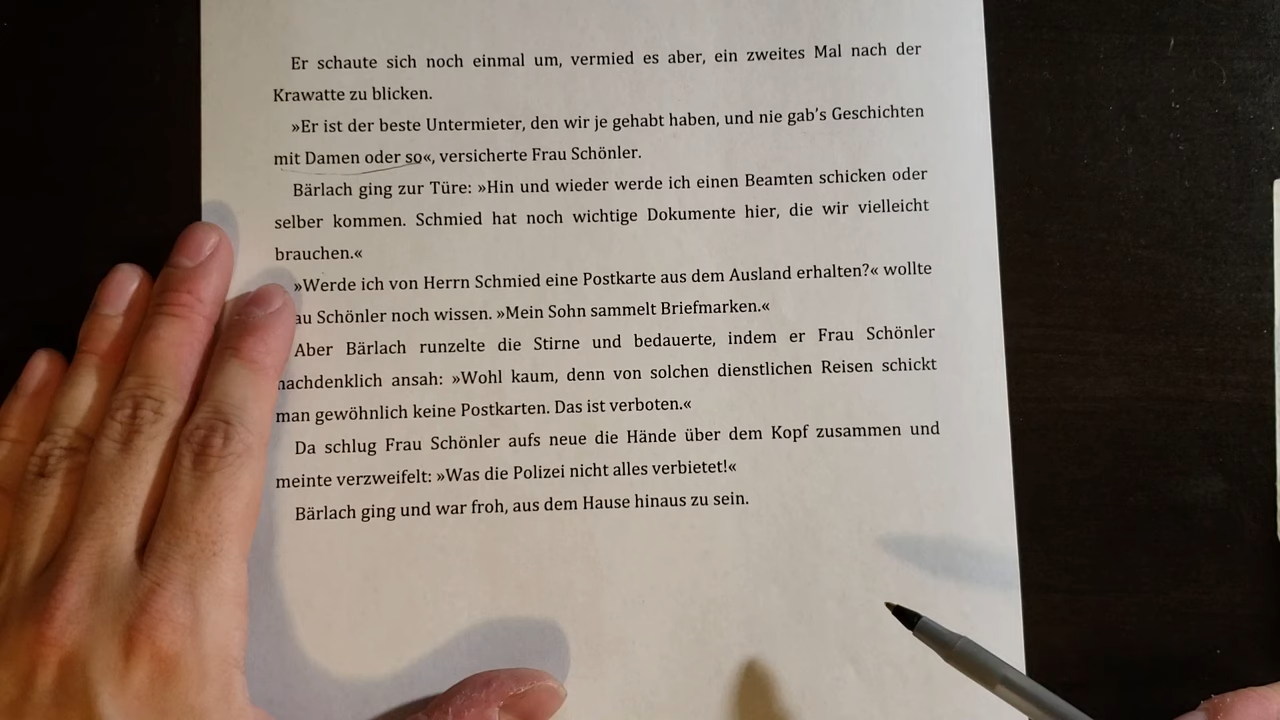 Er schaute sich noch einmal um, vermied es aber, ein zweites Mal nach der
Krawatte zu blicken.
»Er ist der beste Untermieter, den wir je gehabt haben, und nie gab's Geschichten
mit Damen oder so«, versicherte Frau Schönler.
Bärlach ging zur Türe: »Hin und wieder werde ich einen Beamten schicken oder
selber kommen. Schmied hat noch wichtige Dokumente hier, die wir vielleicht
brauchen.«
»Werde ich von Herrn Schmied eine Postkarte aus dem Ausland erhalten?« wollte
au Schönler noch wissen. »Mein Sohn sammelt Briefmarken.«
Aber Bärlach runzelte die Stirne und bedauerte, indem er Frau Schönler
nachdenklich ansah: »Wohl kaum, denn von solchen dienstlichen Reisen schickt
man gewöhnlich keine Postkarten. Das ist verboten.«
Da schlug Frau Schönler aufs neue die Hände über dem Kopf zusammen und
meinte verzweifelt: »Was die Polizei nicht alles verbietet!«
Bärlach ging und war froh, aus dem Hause hinaus zu sein.